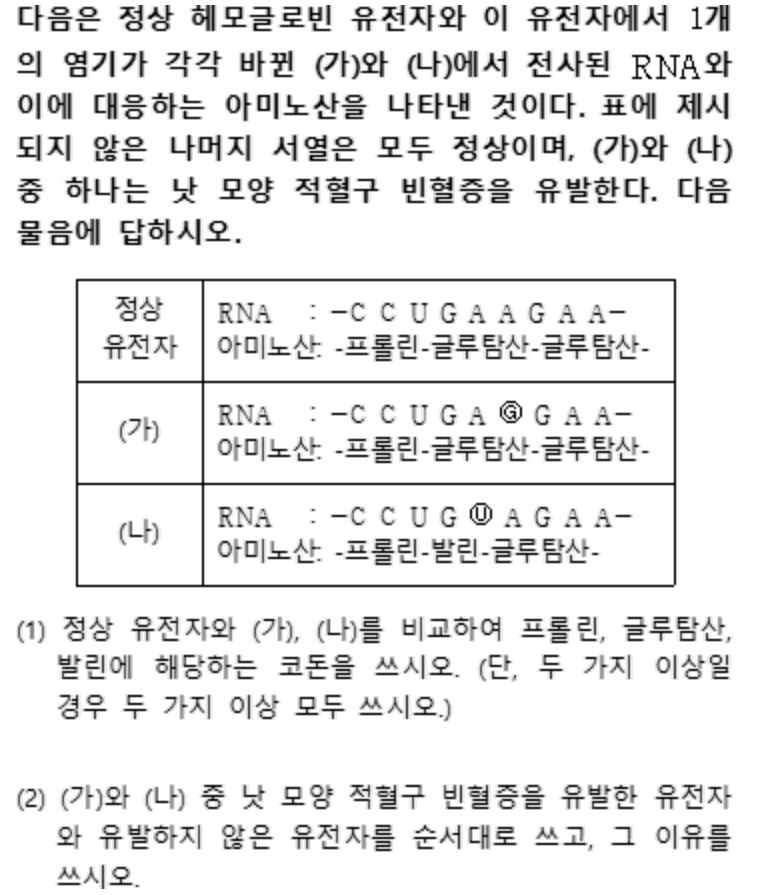 다음은 정상 헤모글로빈 유전자와 이 유전자에서 1개
의 염기가 각각 바뀐 (가)와 (나)에서 전사된 RNA와
이에 대응하는 아미노산을 나타낸 것이다. 표에 제시
되지 않은 나머지 서열은 모두 정상이며, (가)와 (나)
중 하나는 낫 모양 적혈구 빈혈증을 유발한다. 다음
물음에 답하시오.
정상
유전자
RNA : -C C U G A A G A A-
아미노산: -프롤린-글루탐산-글루탐산-
(가)
RNA : -C C U G A Ⓖ G A A-
아미노산: -프롤린-글루탐산-글루탐산-
(나)
RNA : -C C U G Ⓤ A G A A-
아미노산: -프롤린-발린-글루탐산-
(1) 정상 유전자와 (가), (나)를 비교하여 프롤린, 글루탐산,
발린에 해당하는 코돈을 쓰시오. (단, 두 가지 이상일
경우 두 가지 이상 모두 쓰시오.)
(2) (가)와 (나) 중 낫 모양 적혈구 빈혈증을 유발한 유전자
와 유발하지 않은 유전자를 순서대로 쓰고, 그 이유를
쓰시오.